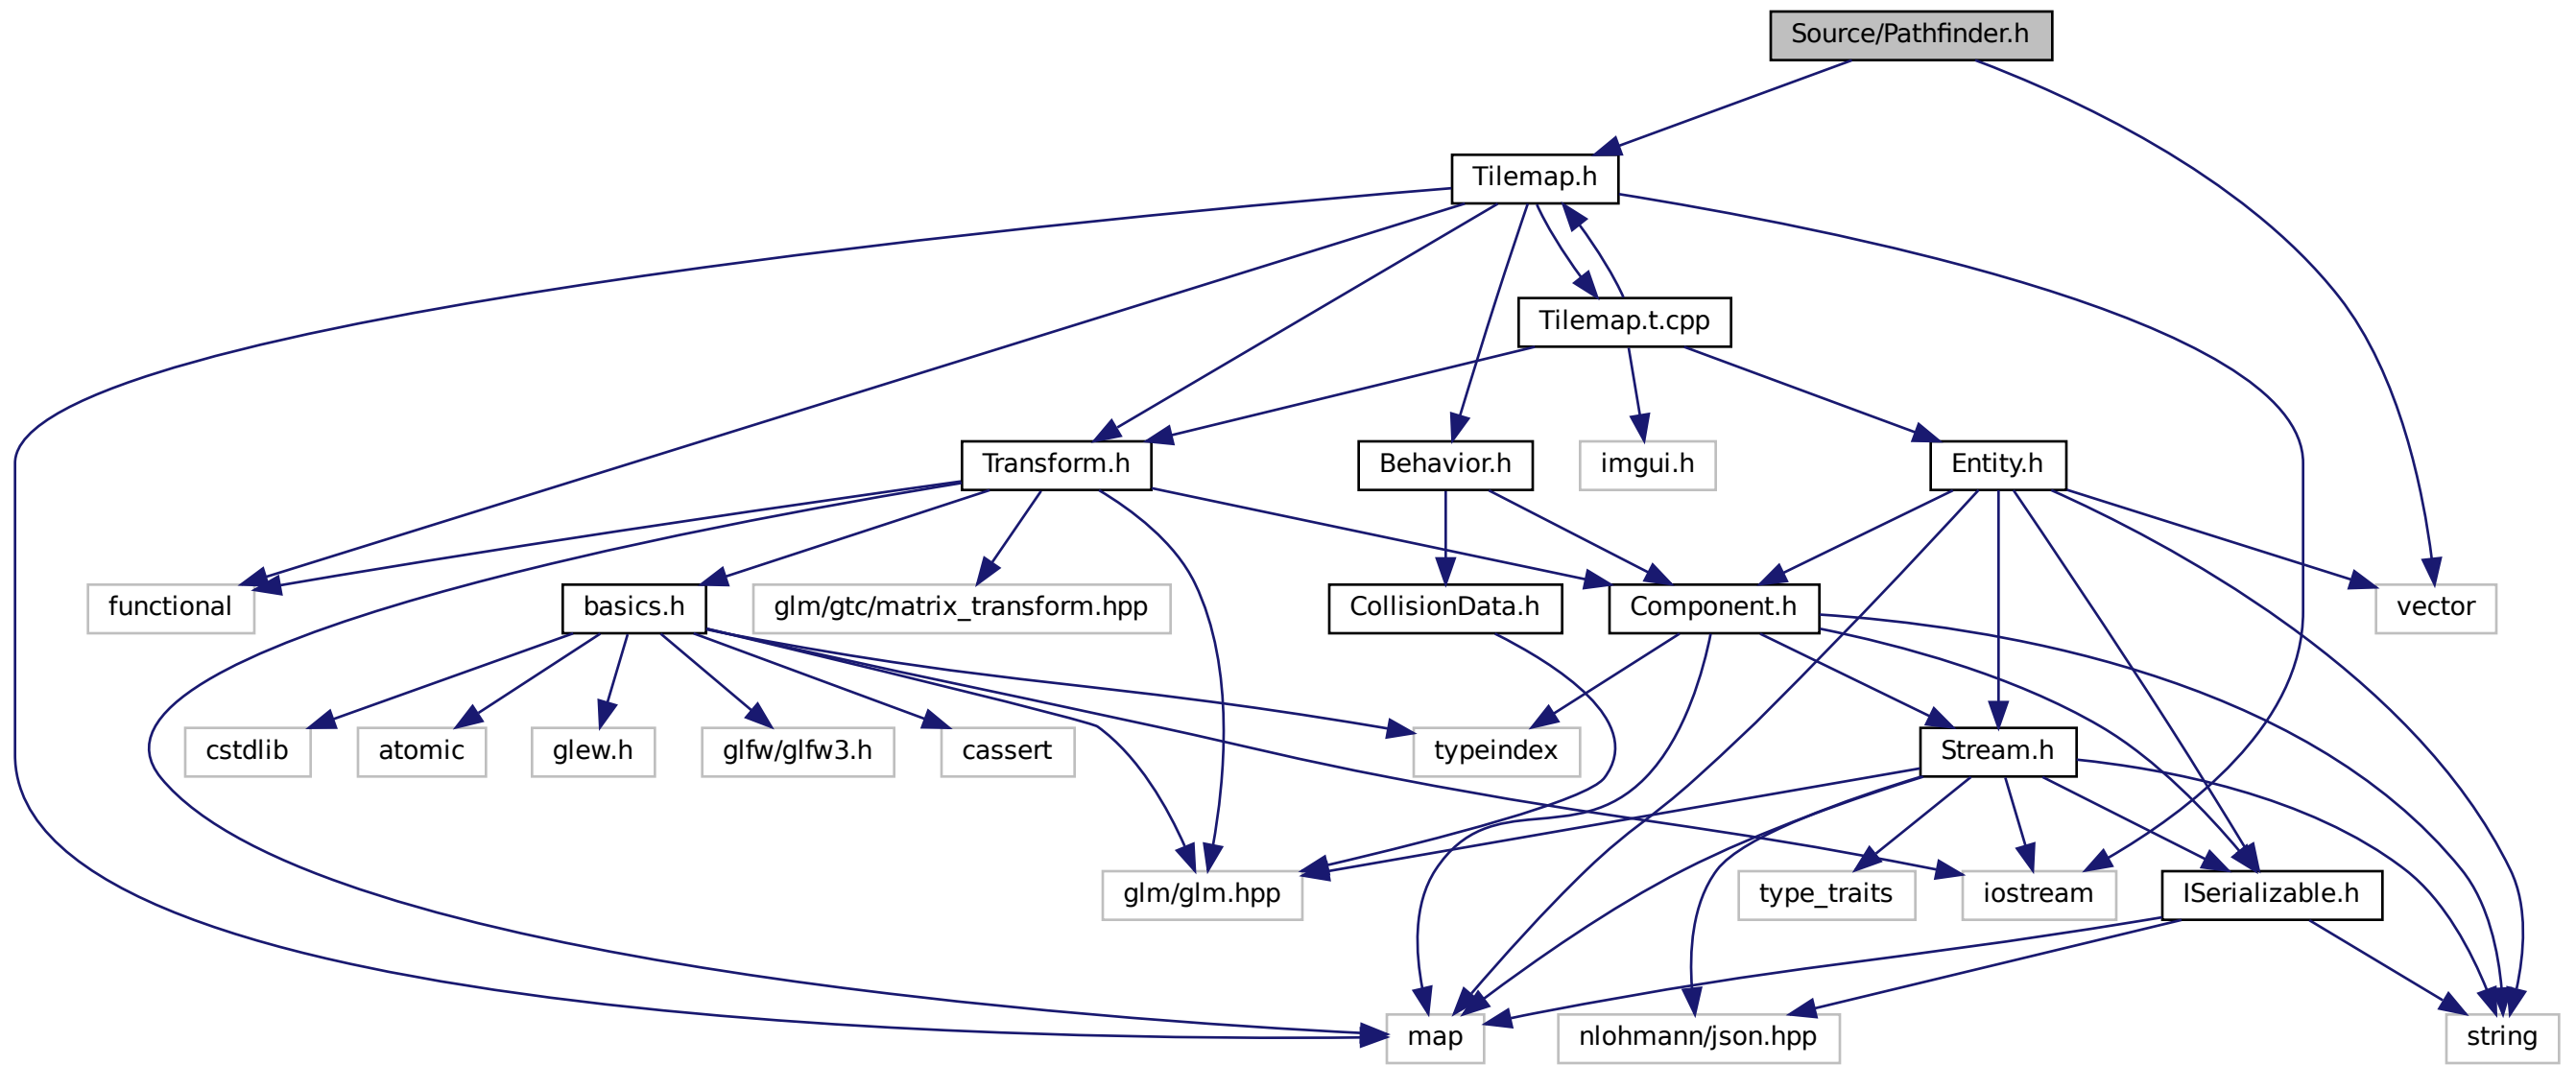 Source/Pathfinder.h
Tilemap.h
Tilemap.t.cpp
Transform.h
Behavior.h
imgui.h
Entity.h
functional
basics.h
glm/gtc/matrix_transform.hpp
CollisionData.h
Component.h
vector
cstdlib
atomic
glew.h
glfw/glfw3.h
cassert
typeindex
Stream.h
glm/glm.hpp
type_traits
iostream
ISerializable.h
map
nlohmann/json.hpp
string